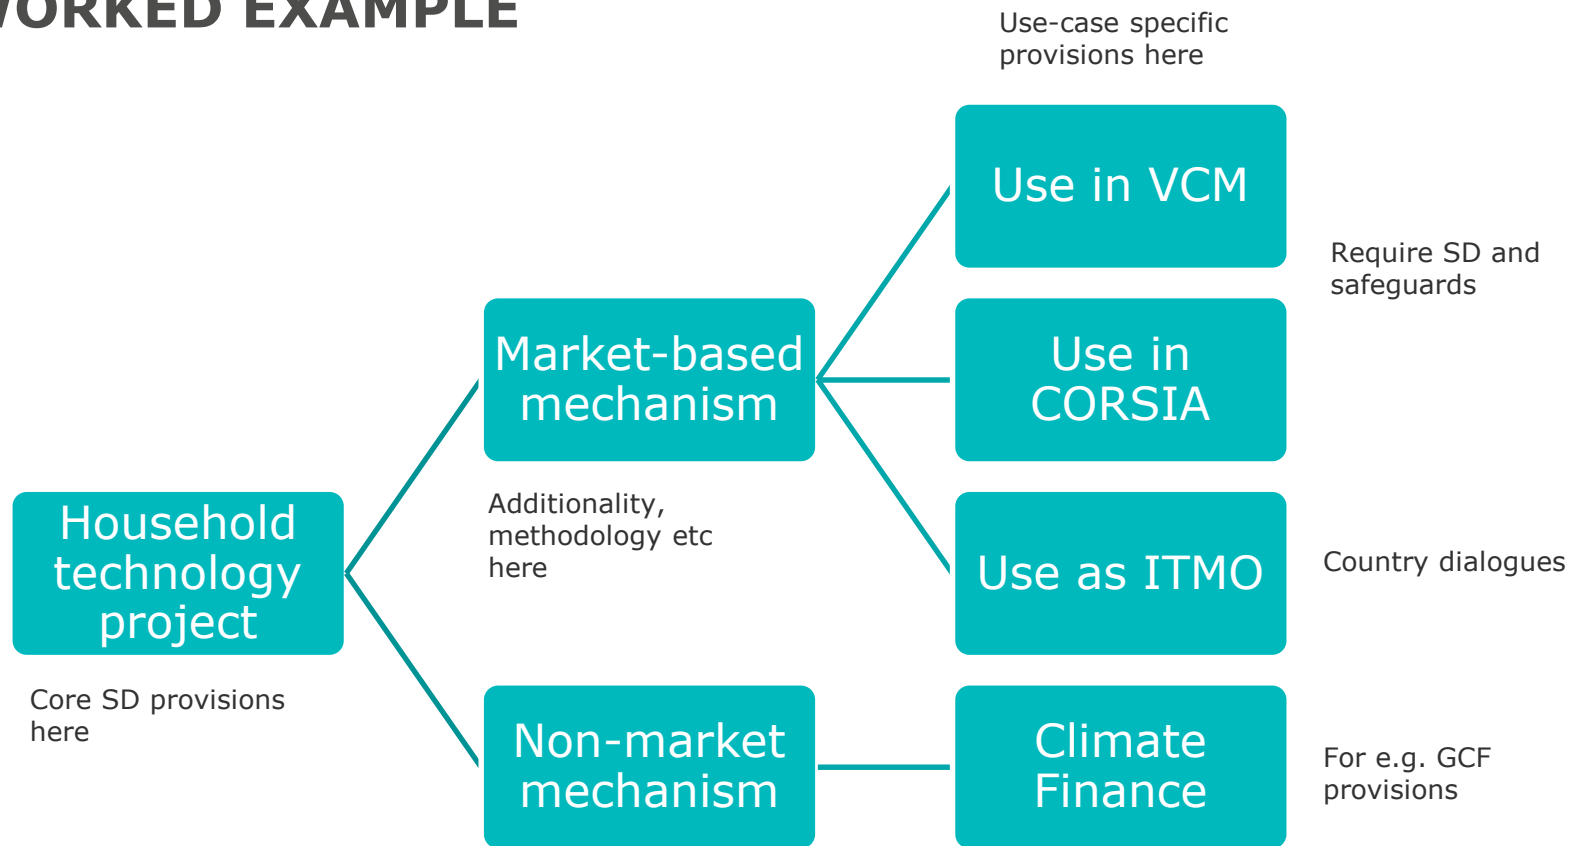 WORKED EXAMPLE
Use-case specific
provisions here
Use in VCM
Require SD and
safeguards
Market-based
mechanism
Use in
CORSIA
Additionality,
methodology etc
here
Household
technology
project
Use as ITMO
Country dialogues
Core SD provisions
here
Non-market
mechanism
Climate
Finance
For e.g. GCF
provisions